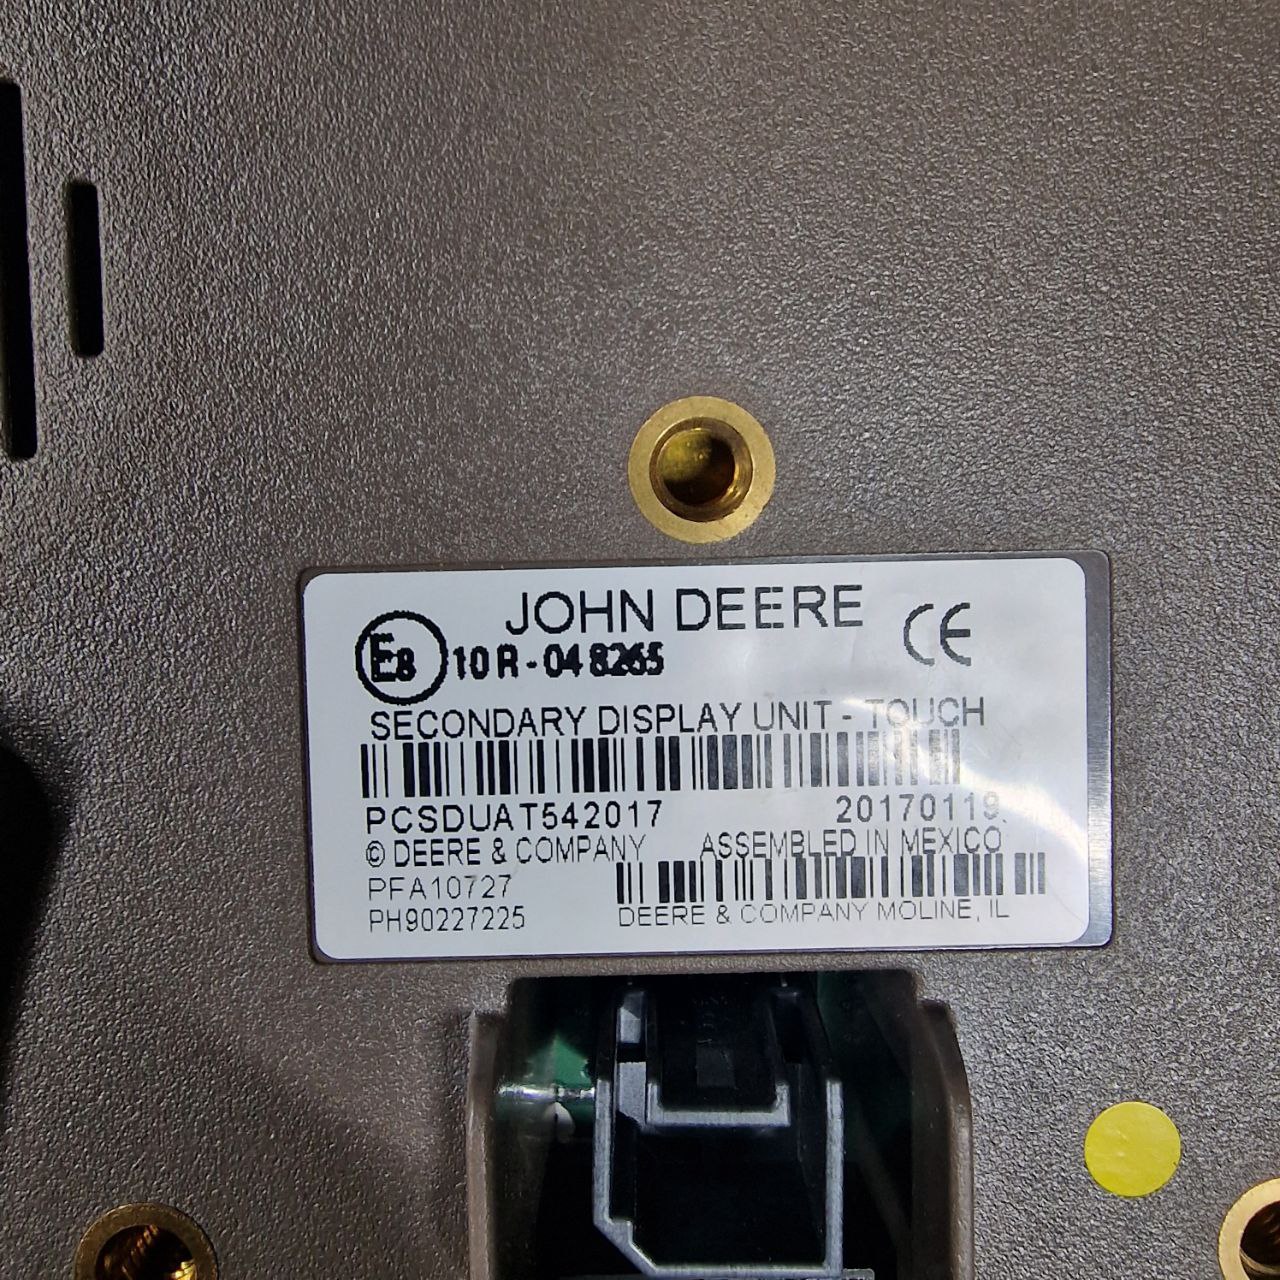 JOHN DEERE
CE
E8 10 R - 04 8265
SECONDARY DISPLAY UNIT - TOUCH
PCSDUAT542017 20170119
© DEERE & COMPANY ASSEMBLED IN MEXICO
PFA10727
PH90227225 DEERE & COMPANY MOLINE, IL